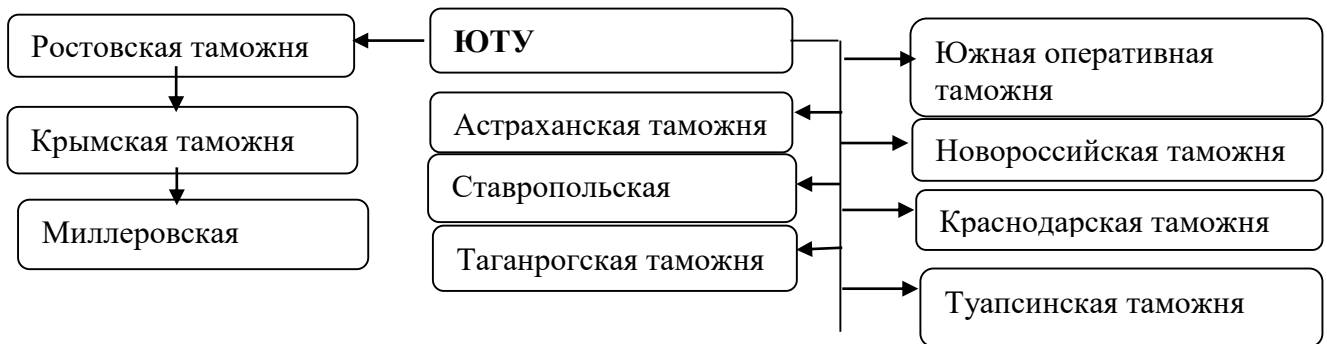 Ростовская таможня
Крымская таможня
Миллеровская
ЮТУ
Астраханская таможня
Ставропольская
Таганрогская таможня
Южная оперативная
таможня
Новороссийская таможня
Краснодарская таможня
Туапсинская таможня